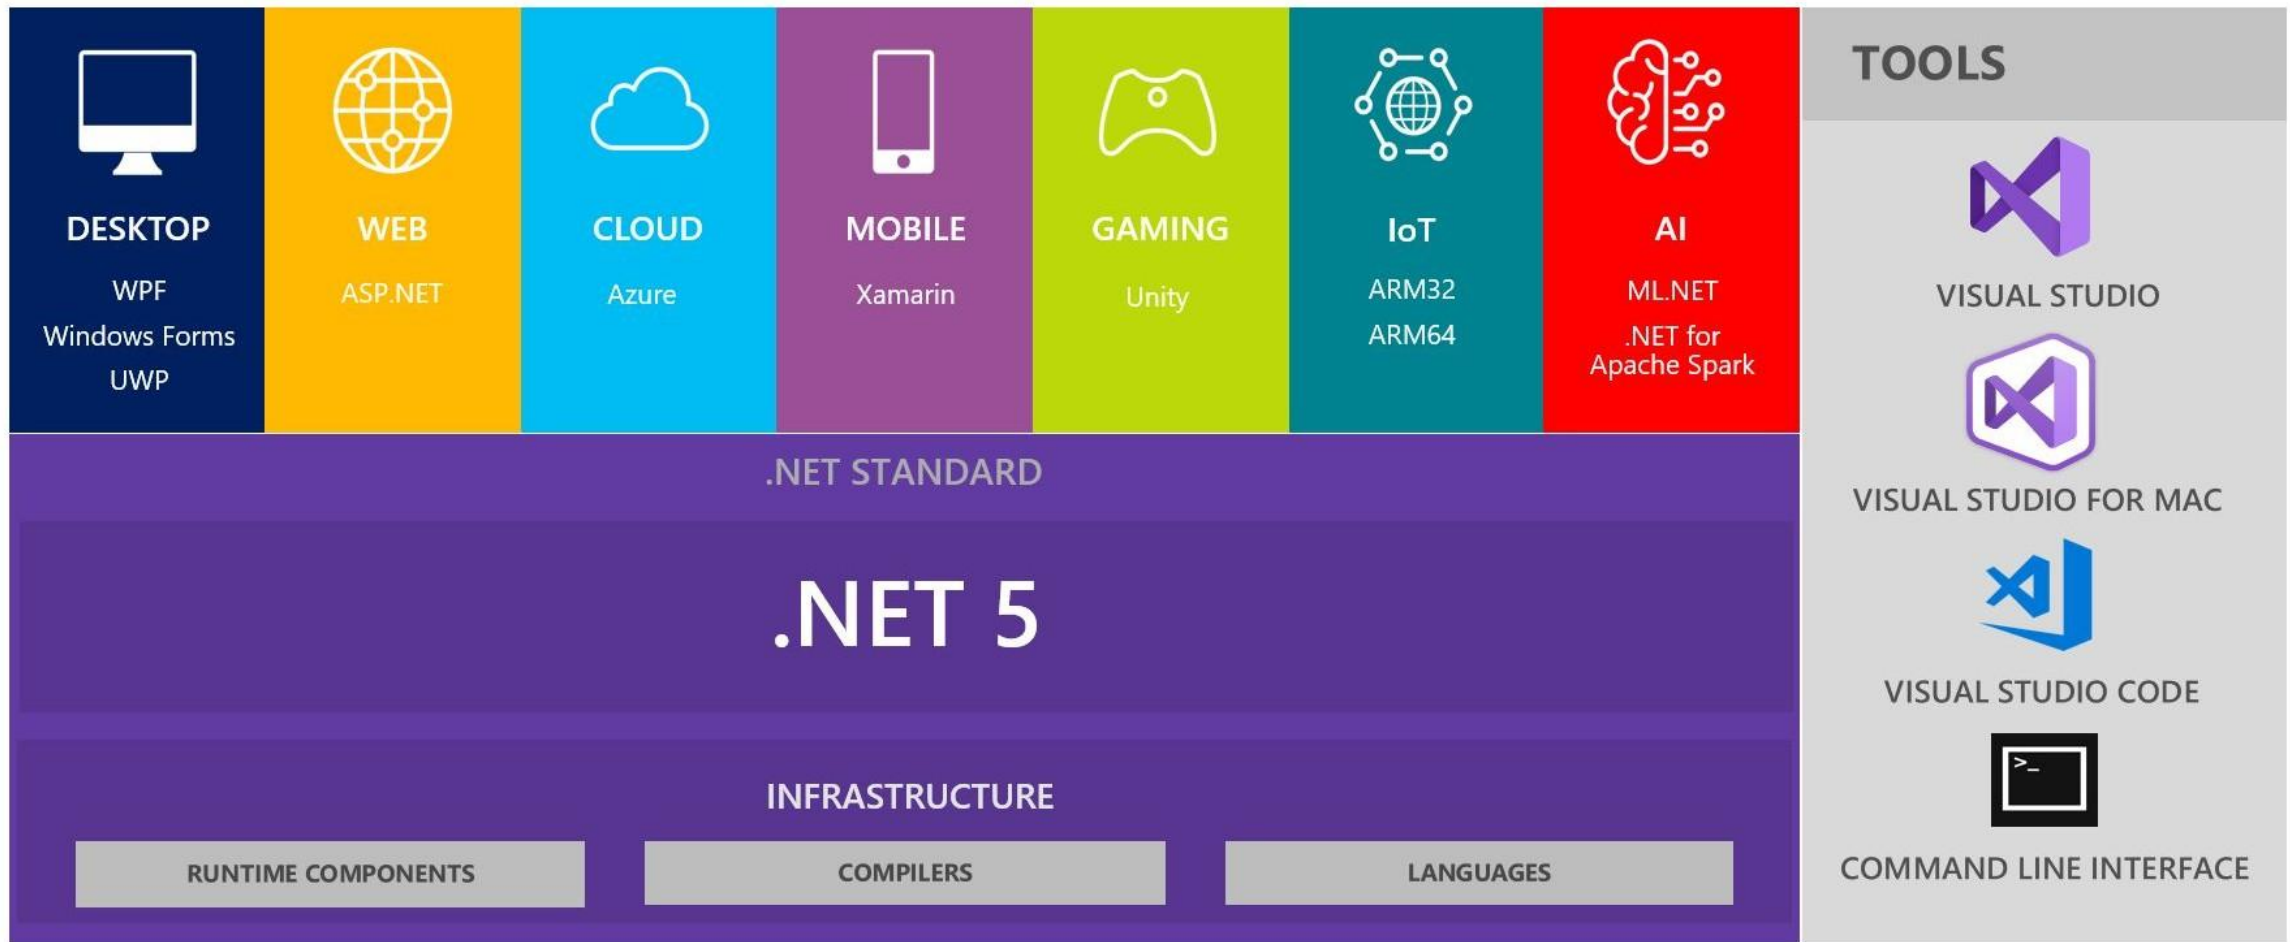 DESKTOP
WPF
Windows Forms
UWP
WEB
ASP.NET
CLOUD
Azure
MOBILE
Xamarin
GAMING
Unity
IoT
ARM32
ARM64
AI
ML.NET
.NET for
Apache Spark
.NET STANDARD
.NET 5
INFRASTRUCTURE
RUNTIME COMPONENTS
COMPILERS
LANGUAGES
TOOLS
VISUAL STUDIO
VISUAL STUDIO FOR MAC
VISUAL STUDIO CODE
>_
COMMAND LINE INTERFACE